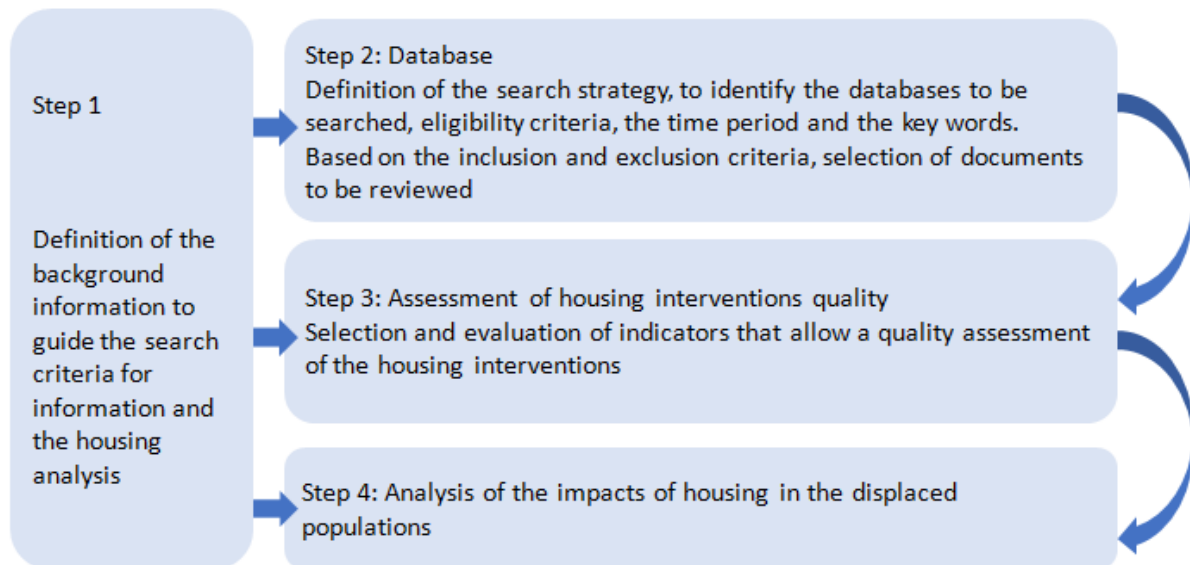 Step 1
Definition of the
background
information to
guide the search
criteria for
information and
the housing
analysis
Step 2: Database
Definition of the search strategy, to identify the databases to be
searched, eligibility criteria, the time period and the key words.
Based on the inclusion and exclusion criteria, selection of documents
to be reviewed
Step 3: Assessment of housing interventions quality
Selection and evaluation of indicators that allow a quality assessment
of the housing interventions
Step 4: Analysis of the impacts of housing in the displaced
populations